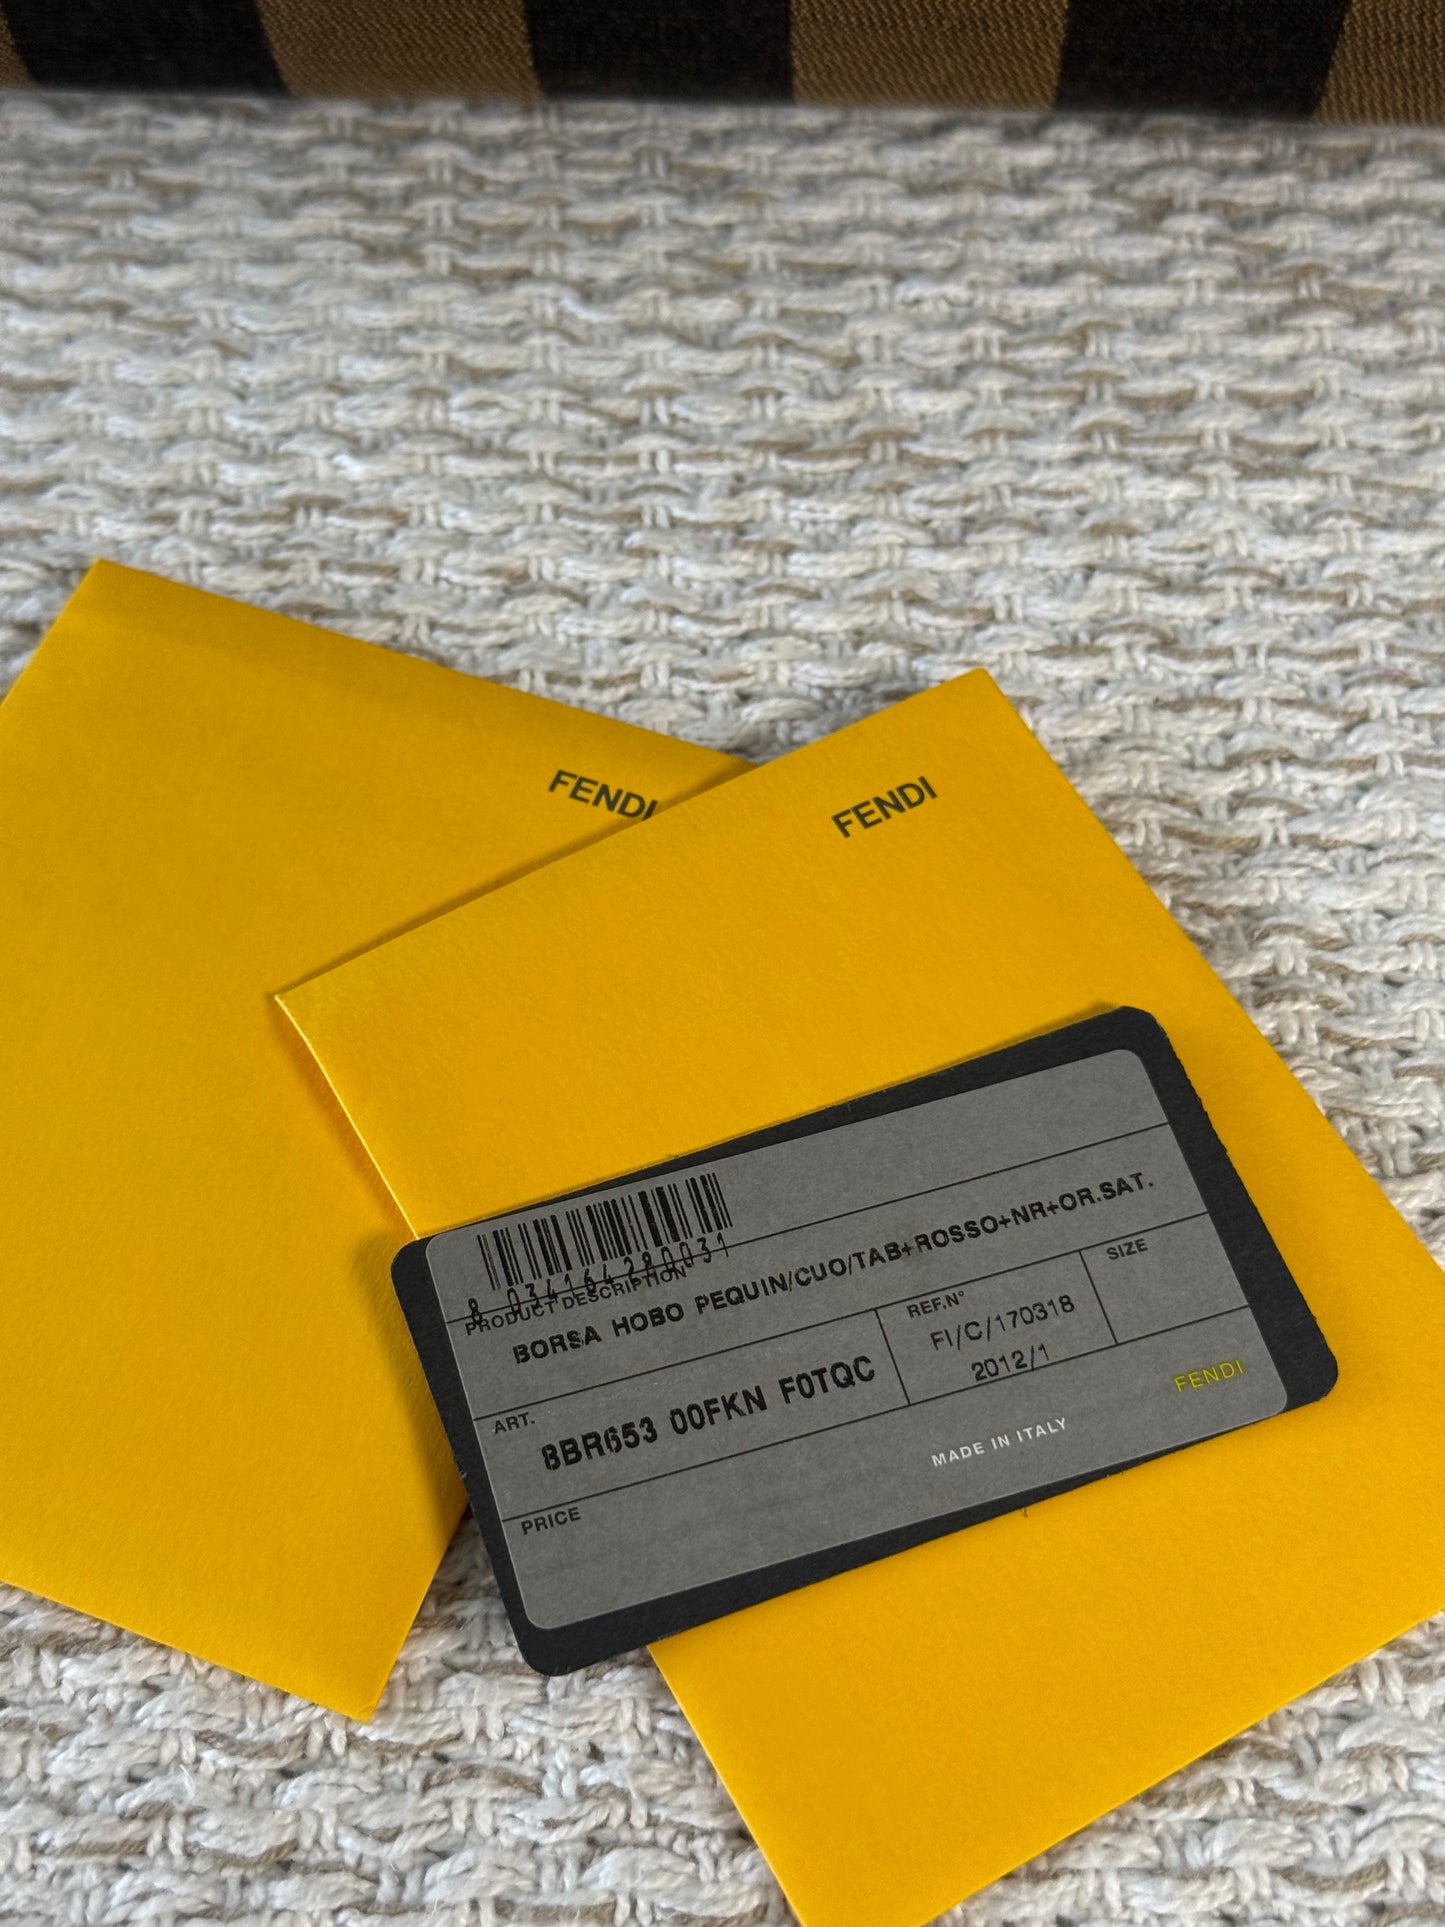 FENDI
FENDI
8 034164 280031
PRODUCT DESCRIPTION
BORSA HOBO PEQUIN/CUO/TAB+ROSSO+NR+OR.SAT.
ART.
8BR653 00FKN F0TQC
REF.N°
FI/C/170318
2012/1
SIZE
PRICE
MADE IN ITALY
FENDI